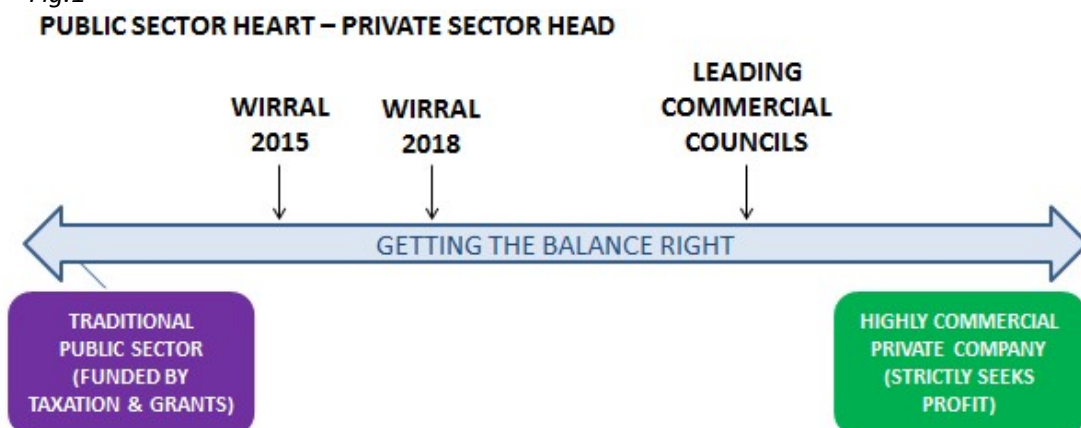 PUBLIC SECTOR HEART – PRIVATE SECTOR HEAD
LEADING
COMMERCIAL
COUNCILS
WIRRAL
2015
WIRRAL
2018
GETTING THE BALANCE RIGHT
TRADITIONAL
PUBLIC SECTOR
(FUNDED BY
TAXATION & GRANTS)
HIGHLY COMMERCIAL
PRIVATE COMPANY
(STRICTLY SEEKS
PROFIT)